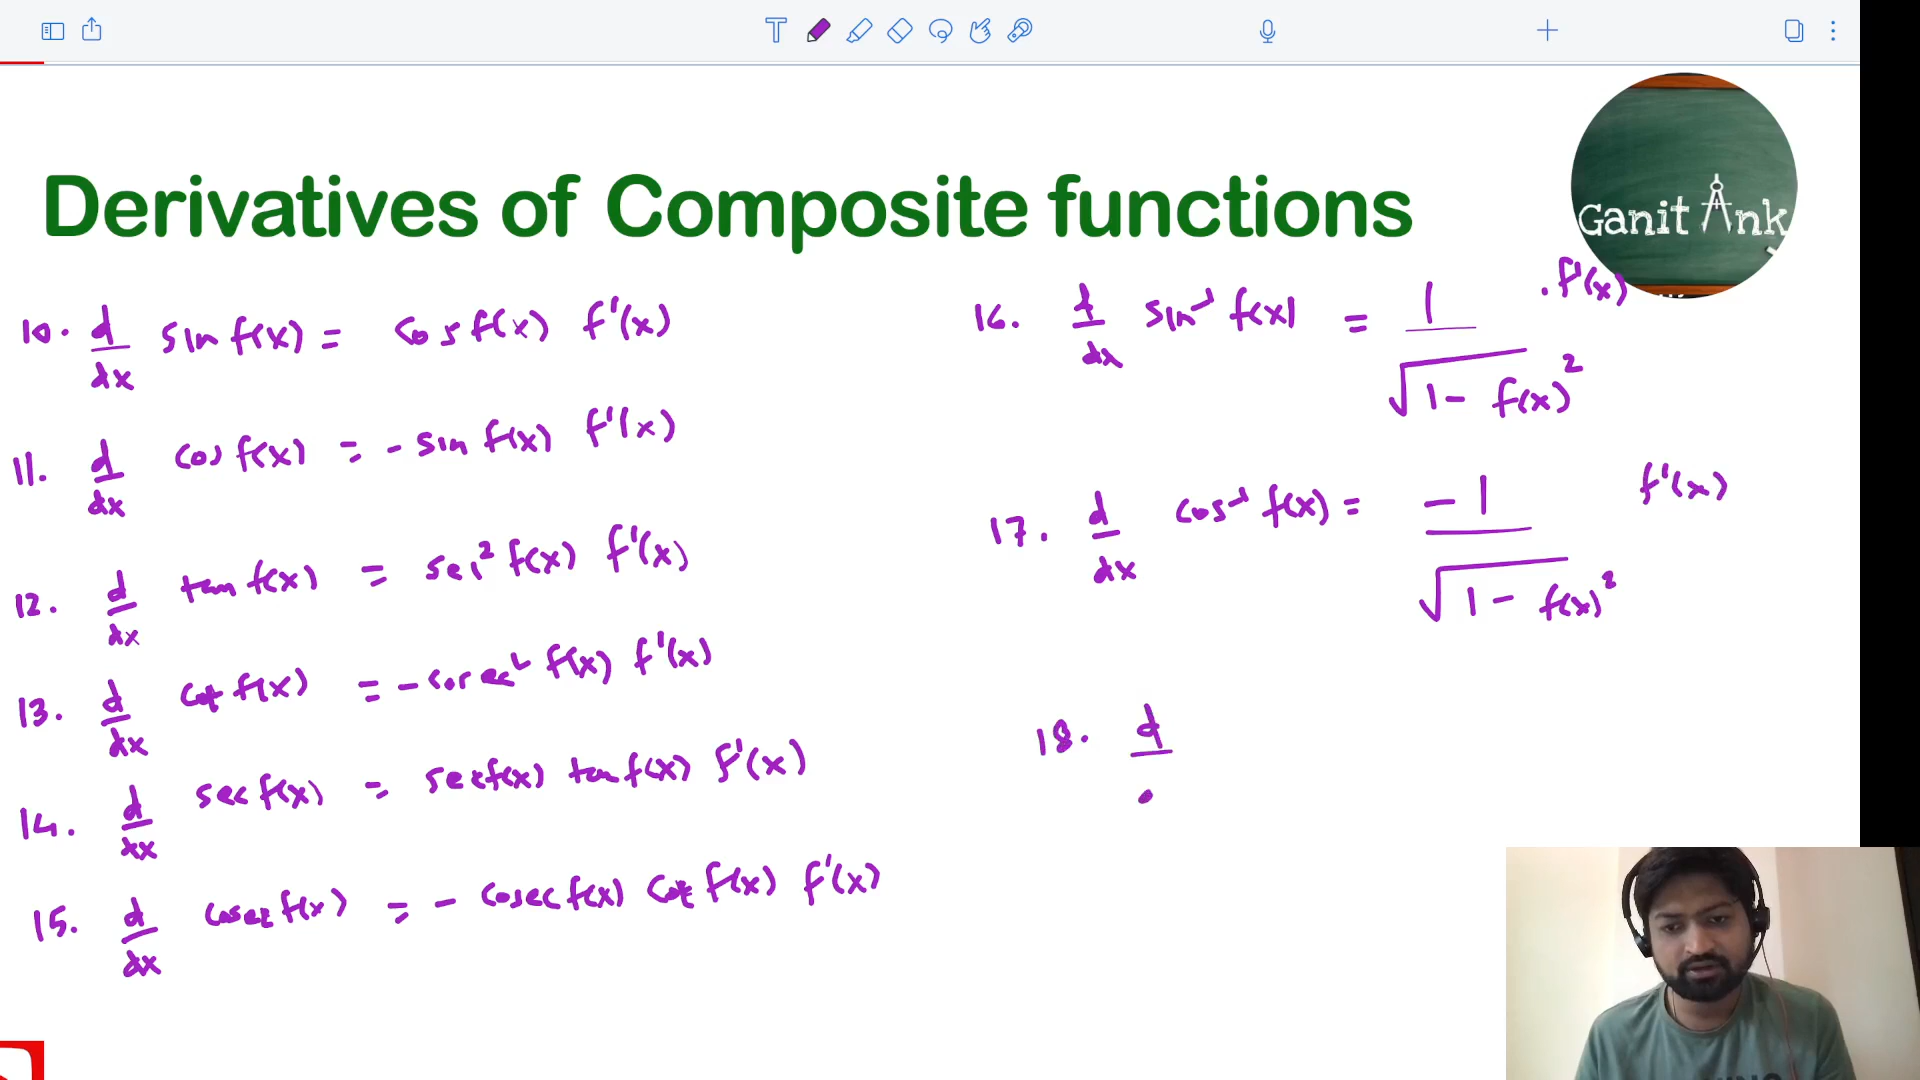 Derivatives of Composite functions
Ganit Ank
10. d/dx sin f(x) = cos f(x) f'(x)
11. d/dx cos f(x) = - sin f(x) f'(x)
12. d/dx tan f(x) = sec² f(x) f'(x)
13. d/dx cot f(x) = - cosec² f(x) f'(x)
14. d/dx sec f(x) = sec f(x) tan f(x) f'(x)
15. d/dx cosec f(x) = - cosec f(x) cot f(x) f'(x)
16. d/dx sin⁻¹ f(x) = 1/√(1 - f(x)²) . f'(x)
17. d/dx cos⁻¹ f(x) = -1/√(1 - f(x)²) f'(x)
18. d